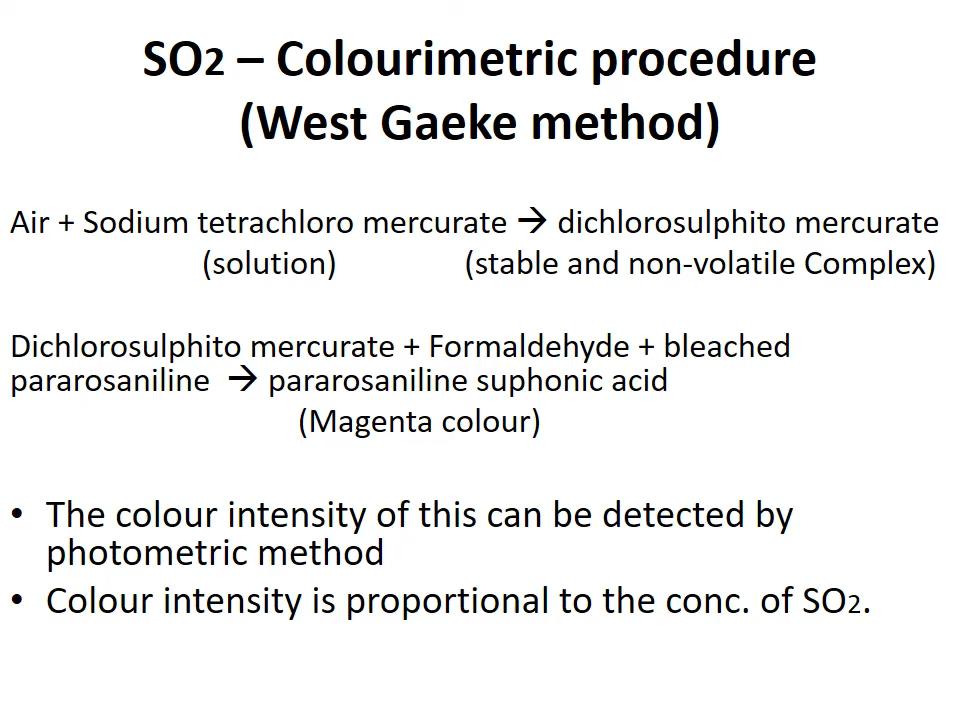 SO2 – Colourimetric procedure
(West Gaeke method)
Air + Sodium tetrachloro mercurate → dichlorosulphito mercurate
(solution) (stable and non-volatile Complex)
Dichlorosulphito mercurate + Formaldehyde + bleached
pararosaniline → pararosaniline suphonic acid
(Magenta colour)
• The colour intensity of this can be detected by
photometric method
• Colour intensity is proportional to the conc. of SO2.